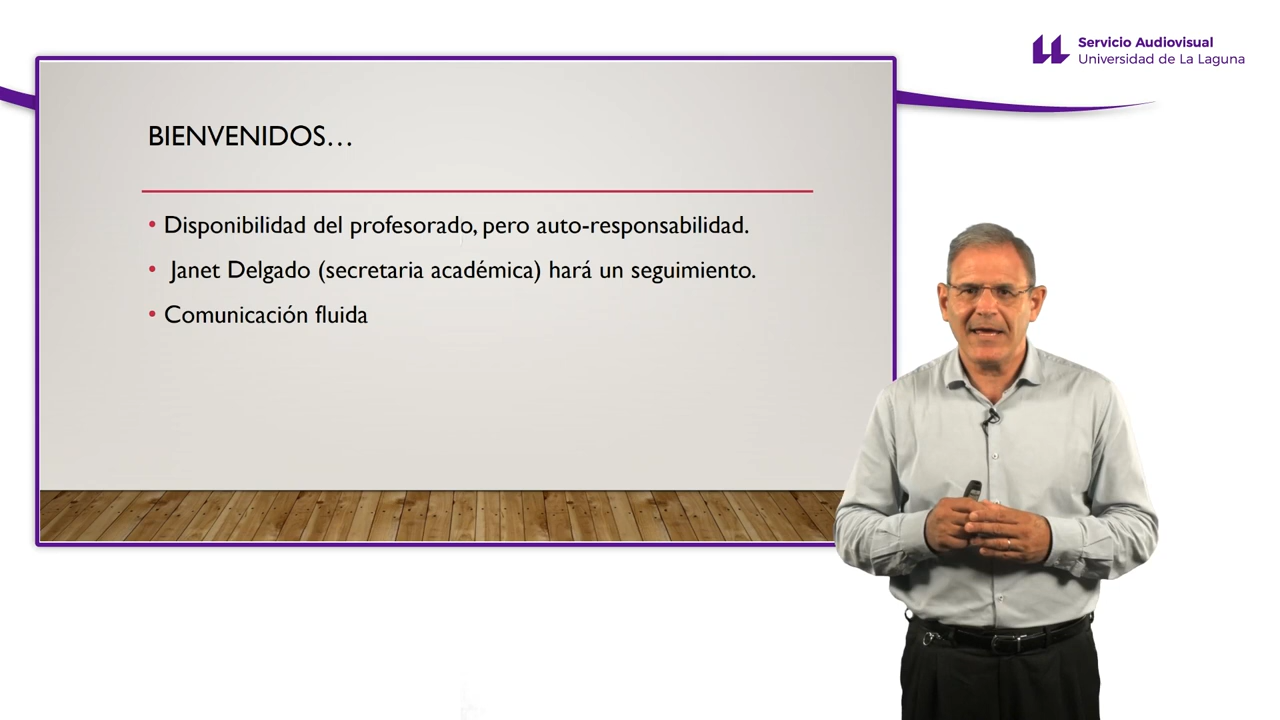 Servicio Audiovisual
Universidad de La Laguna
BIENVENIDOS...
• Disponibilidad del profesorado, pero auto-responsabilidad.
• Janet Delgado (secretaria académica) hará un seguimiento.
• Comunicación fluida